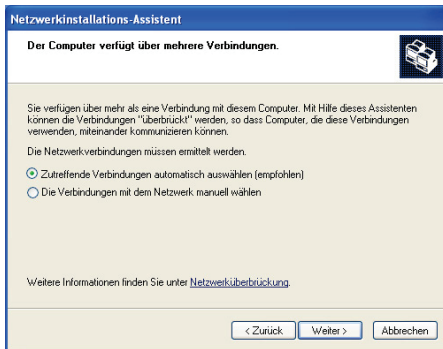 Netzwerkinstallations-Assistent
Der Computer verfügt über mehrere Verbindungen.
Sie verfügen über mehr als eine Verbindung mit diesem Computer. Mit Hilfe dieses Assistenten
können die Verbindungen "überbrückt" werden, so dass Computer, die diese Verbindungen
verwenden, miteinander kommunizieren können.
Die Netzwerkverbindungen müssen ermittelt werden.
Zutreffende Verbindungen automatisch auswählen (empfohlen)
Die Verbindungen mit dem Netzwerk manuell wählen
Weitere Informationen finden Sie unter Netzwerküberbrückung.
< Zurück Weiter > Abbrechen